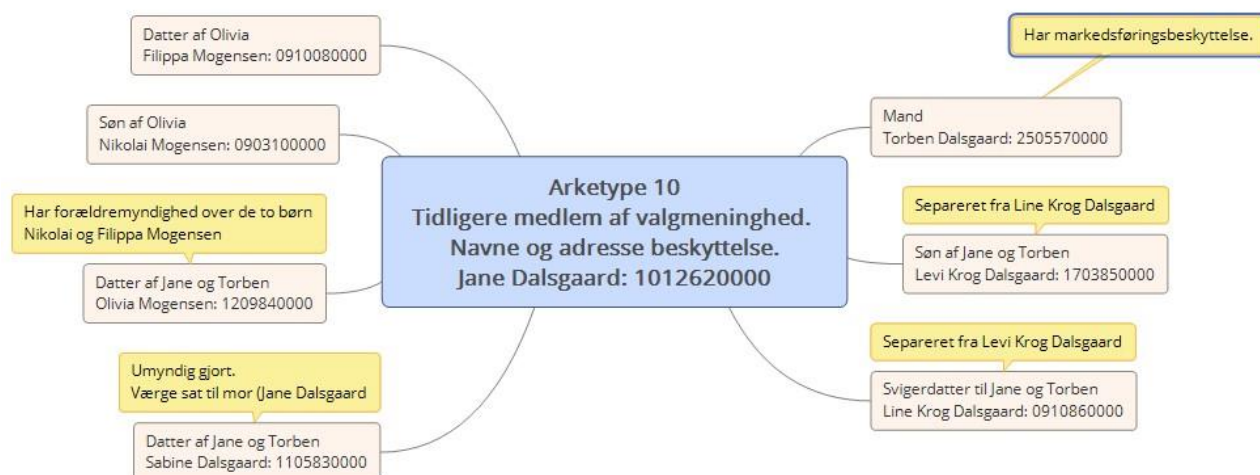 Datter af Olivia
Filippa Mogensen: 0910080000
Søn af Olivia
Nikolai Mogensen: 0903100000
Har forældremyndighed over de to børn
Nikolai og Filippa Mogensen
Datter af Jane og Torben
Olivia Mogensen: 1209840000
Umyndig gjort.
Værge sat til mor (Jane Dalsgaard
Datter af Jane og Torben
Sabine Dalsgaard: 1105830000
Arketype 10
Tidligere medlem af valgmeninghed.
Navne og adresse beskyttelse.
Jane Dalsgaard: 1012620000
Har markedsføringsbeskyttelse.
Mand
Torben Dalsgaard: 2505570000
Separeret fra Line Krog Dalsgaard
Søn af Jane og Torben
Levi Krog Dalsgaard: 1703850000
Separeret fra Levi Krog Dalsgaard
Svigerdatter til Jane og Torben
Line Krog Dalsgaard: 0910860000